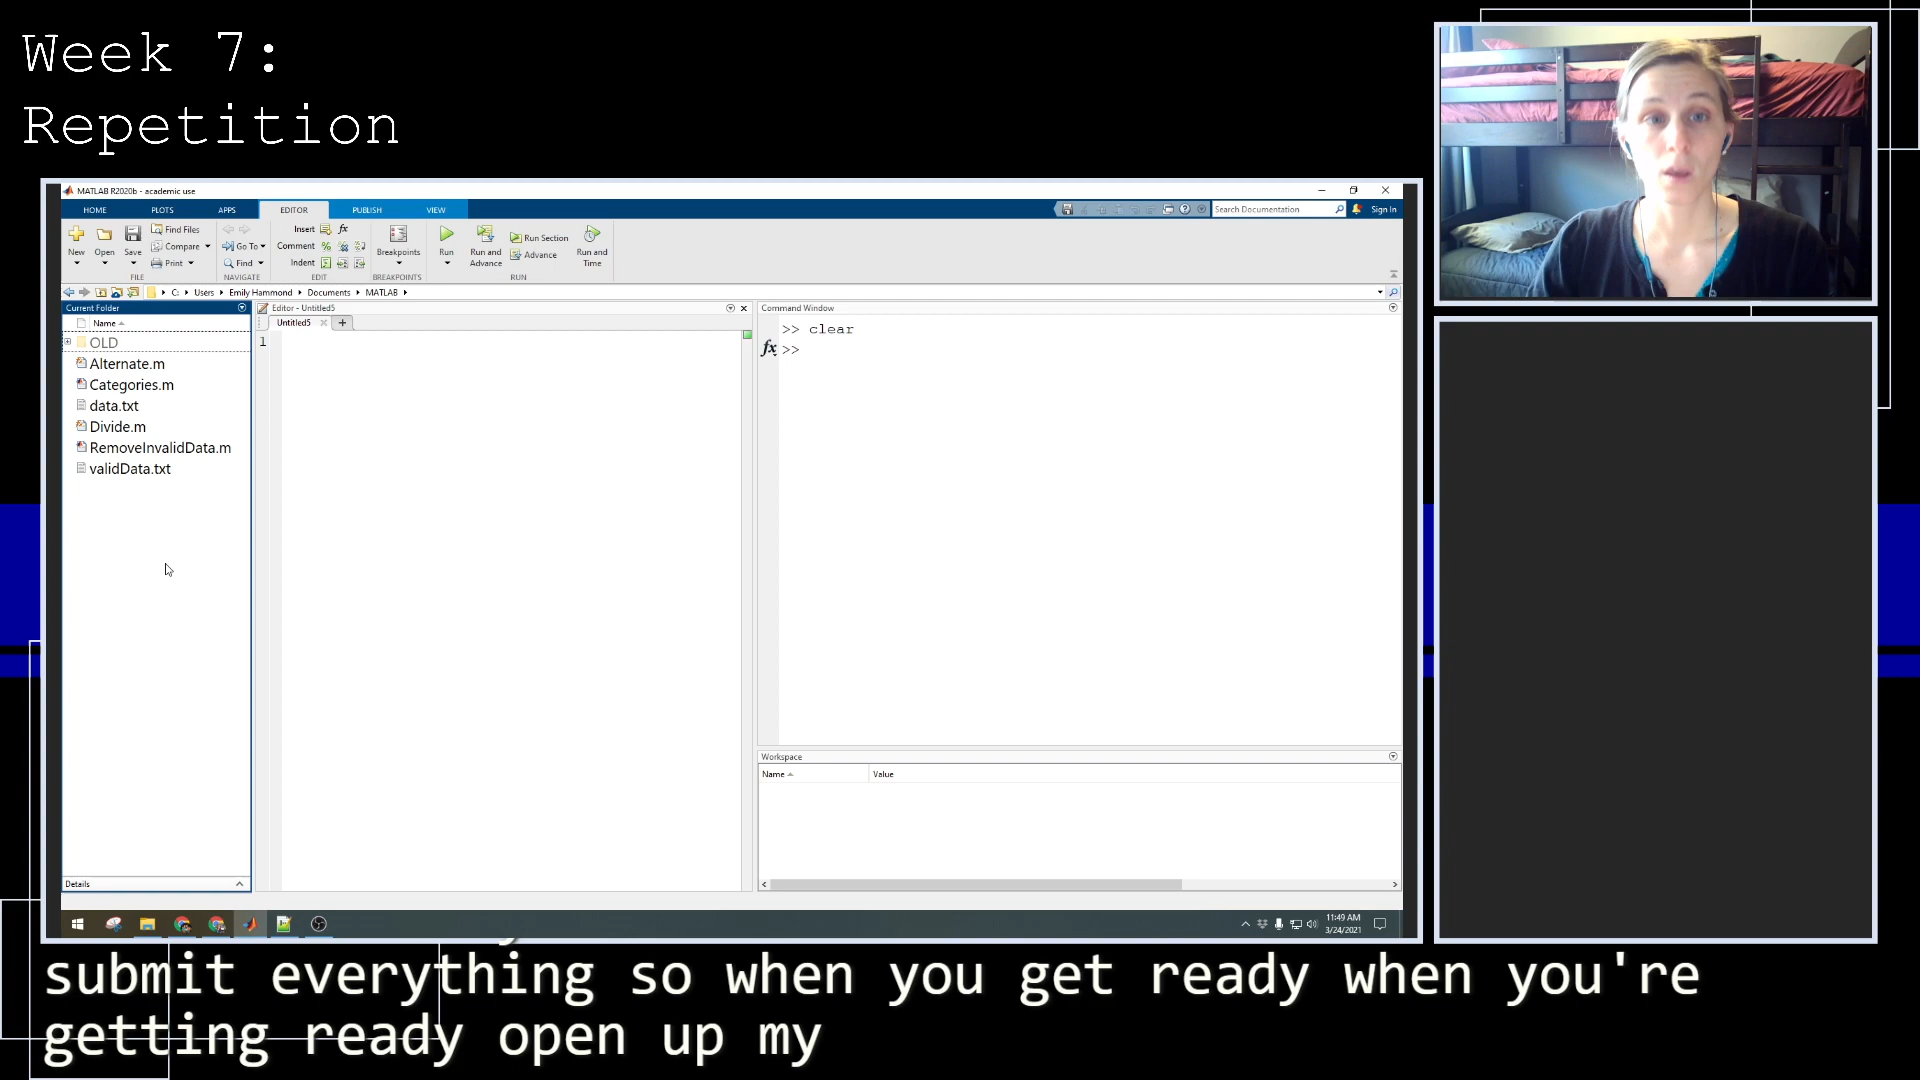 Week 7:
Repetition
MATLAB R2020b - academic use
HOME PLOTS APPS EDITOR PUBLISH VIEW
Search Documentation
Sign In
New
Open
Save
Find Files
Compare
Print
FILE
Go To
Find
NAVIGATE
Insert
fx
Comment
Indent
EDIT
Breakpoints
BREAKPOINTS
Run
Run and
Advance
Run Section
Advance
Run and
Time
RUN
C: Users Emily Hammond Documents MATLAB
Current Folder
Name
OLD
Alternate.m
Categories.m
data.txt
Divide.m
RemoveInvalidData.m
validData.txt
Details
Editor - Untitled5
Untitled5
1
Command Window
>> clear
fx >>
Workspace
Name Value
11:49 AM
3/24/2021
submit everything so when you get ready when you're
getting ready open up my